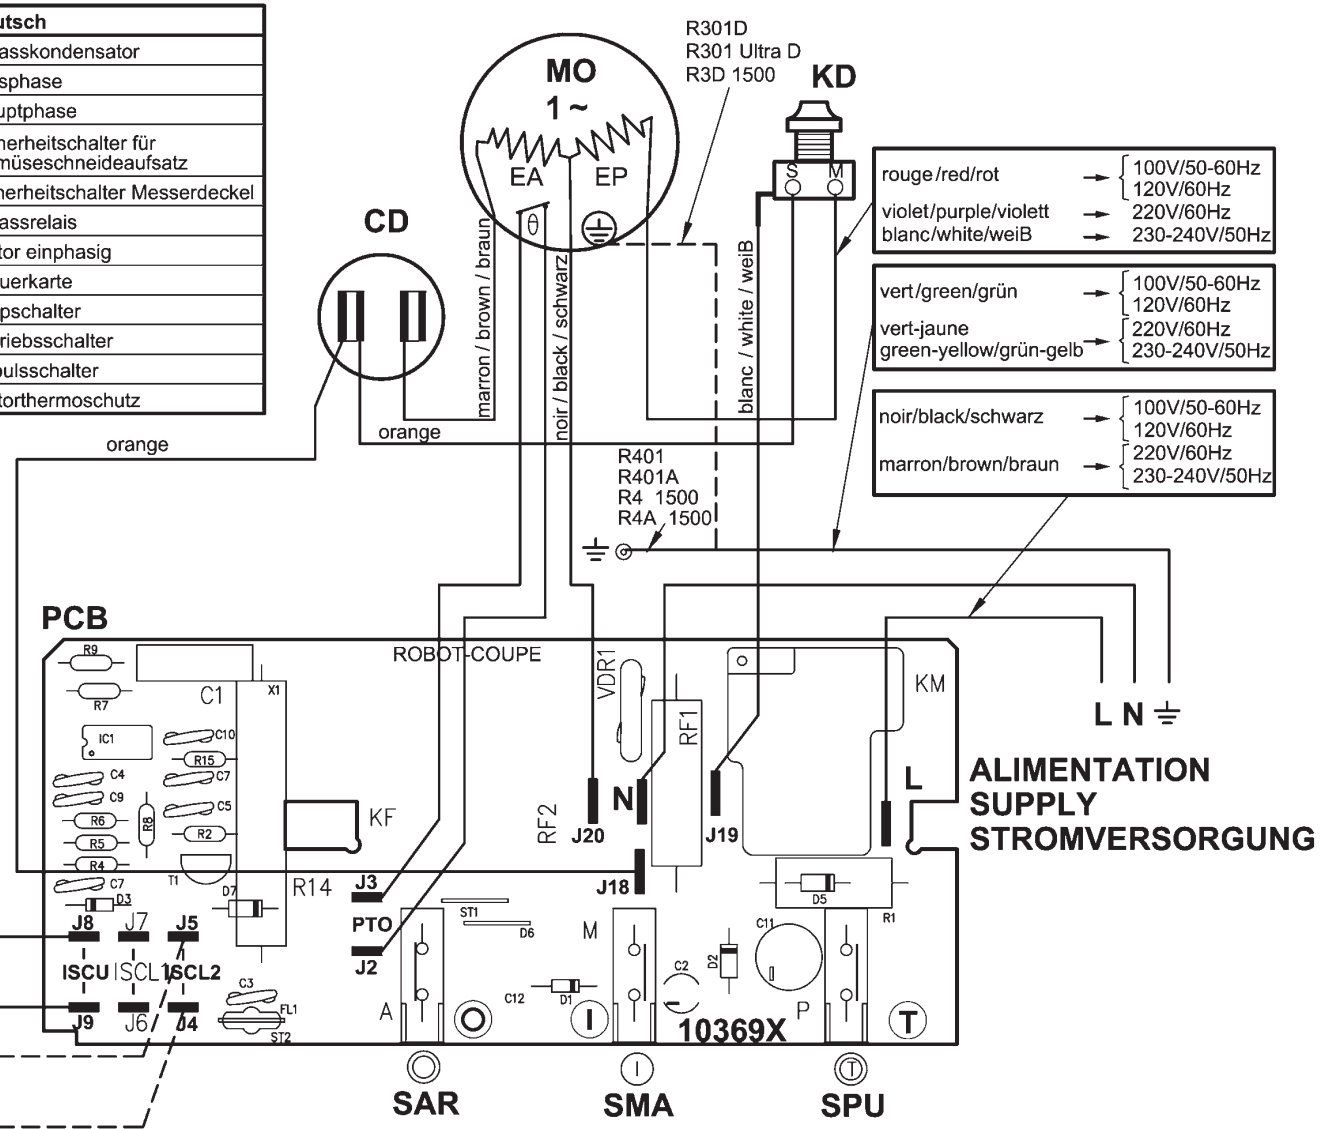 utsch
asskondensator
sphase
uptphase
herheitschalter für
müseschneideaufsatz
herheitschalter Messerdeckel
assrelais
tor einphasig
uerkarte
pschalter
riebsschalter
oulsschalter
torthermoschutz
R301D
R301 Ultra D
R3D 1500
MO
1 ~
EA
EP
θ
KD
S
M
CD
rouge/red/rot
100V/50-60Hz
120V/60Hz
violet/purple/violett
220V/60Hz
blanc/white/weiB
230-240V/50Hz
vert/green/grün
100V/50-60Hz
120V/60Hz
vert-jaune
green-yellow/grün-gelb
220V/60Hz
230-240V/50Hz
noir/black/schwarz
100V/50-60Hz
120V/60Hz
marron/brown/braun
220V/60Hz
230-240V/50Hz
marron / brown / braun
noir / black / schwarz
blanc / white / weiB
orange
orange
R401
R401A
R4 1500
R4A 1500
PCB
ROBOT-COUPE
R9
R7
C1
X1
IC1
C10
R15
C4
C7
C9
C5
R6
R8
R2
R5
R4
T1
C7
D3
D7
R14
KF
VDR1
RF1
RF2
N
J20
J19
J18
KM
L
L N
ALIMENTATION
SUPPLY
STROMVERSORGUNG
J8
J7
J5
ISCU
ISCL1
ISCL2
J9
J6
J4
C3
FL1
ST2
J3
PTO
J2
ST1
D6
A
O
C12
D1
I
M
C2
D2
C11
D5
R1
P
T
10369X
I
T
SAR
SMA
SPU